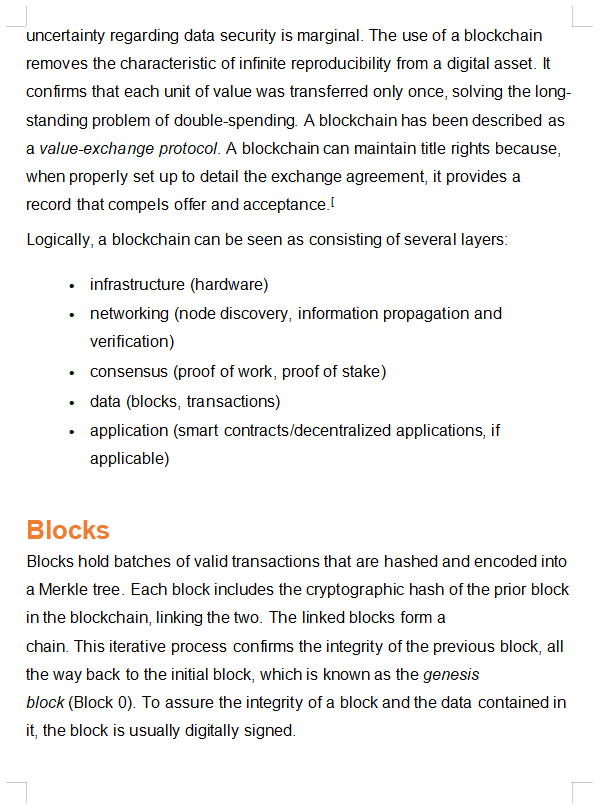 uncertainty regarding data security is marginal. The use of a blockchain
removes the characteristic of infinite reproducibility from a digital asset. It
confirms that each unit of value was transferred only once, solving the long-
standing problem of double-spending. A blockchain has been described as
a value-exchange protocol. A blockchain can maintain title rights because,
when properly set up to detail the exchange agreement, it provides a
record that compels offer and acceptance.[
Logically, a blockchain can be seen as consisting of several layers:
• infrastructure (hardware)
• networking (node discovery, information propagation and
verification)
• consensus (proof of work, proof of stake)
• data (blocks, transactions)
• application (smart contracts/decentralized applications, if
applicable)
Blocks
Blocks hold batches of valid transactions that are hashed and encoded into
a Merkle tree. Each block includes the cryptographic hash of the prior block
in the blockchain, linking the two. The linked blocks form a
chain. This iterative process confirms the integrity of the previous block, all
the way back to the initial block, which is known as the genesis
block (Block 0). To assure the integrity of a block and the data contained in
it, the block is usually digitally signed.